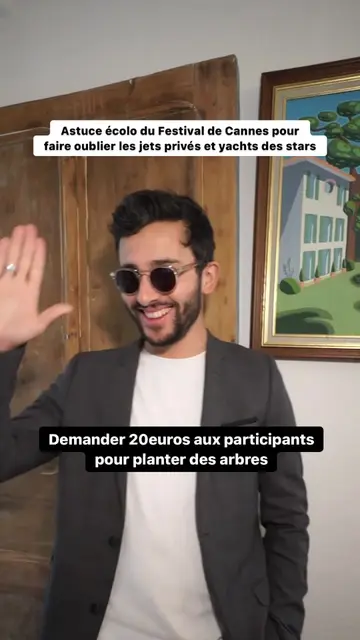 Astuce écolo du Festival de Cannes pour
faire oublier les jets privés et yachts des stars
Demander 20euros aux participants
pour planter des arbres